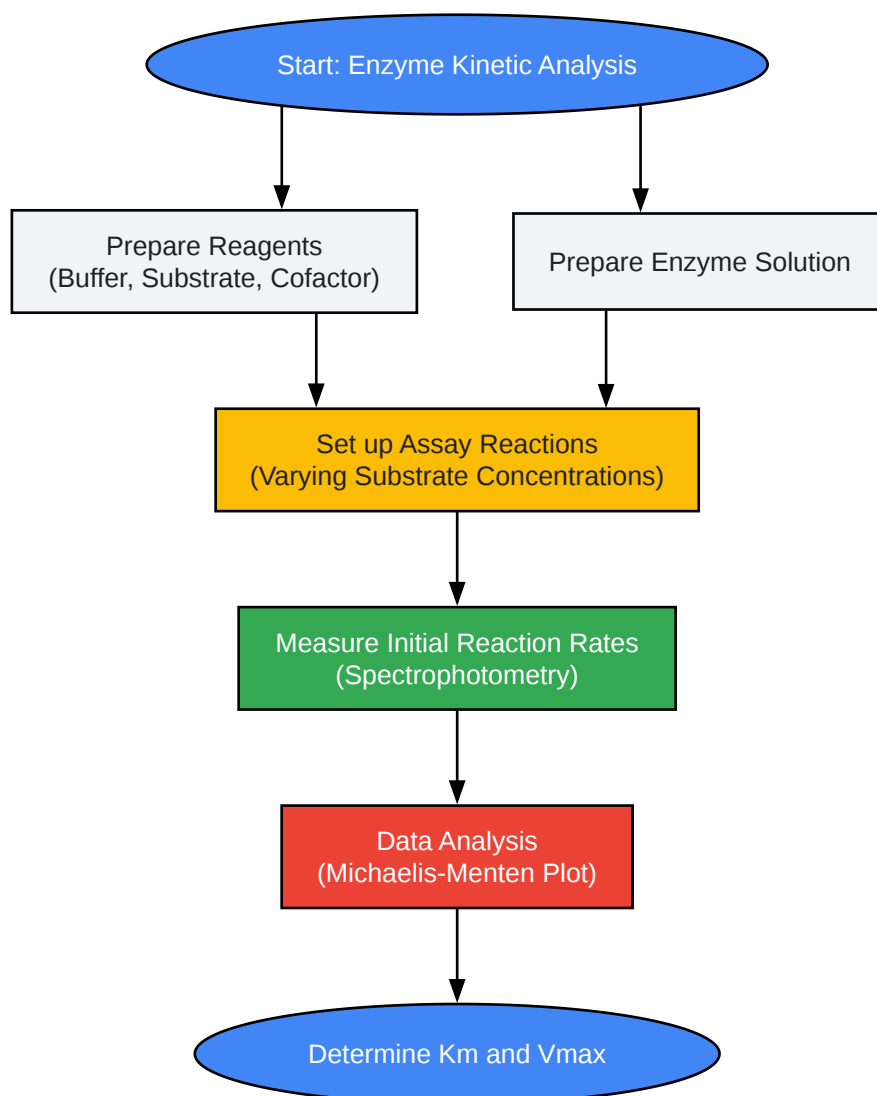 Start: Enzyme Kinetic Analysis
Prepare Reagents
(Buffer, Substrate, Cofactor)
Prepare Enzyme Solution
Set up Assay Reactions
(Varying Substrate Concentrations)
Measure Initial Reaction Rates
(Spectrophotometry)
Data Analysis
(Michaelis-Menten Plot)
Determine Km and Vmax